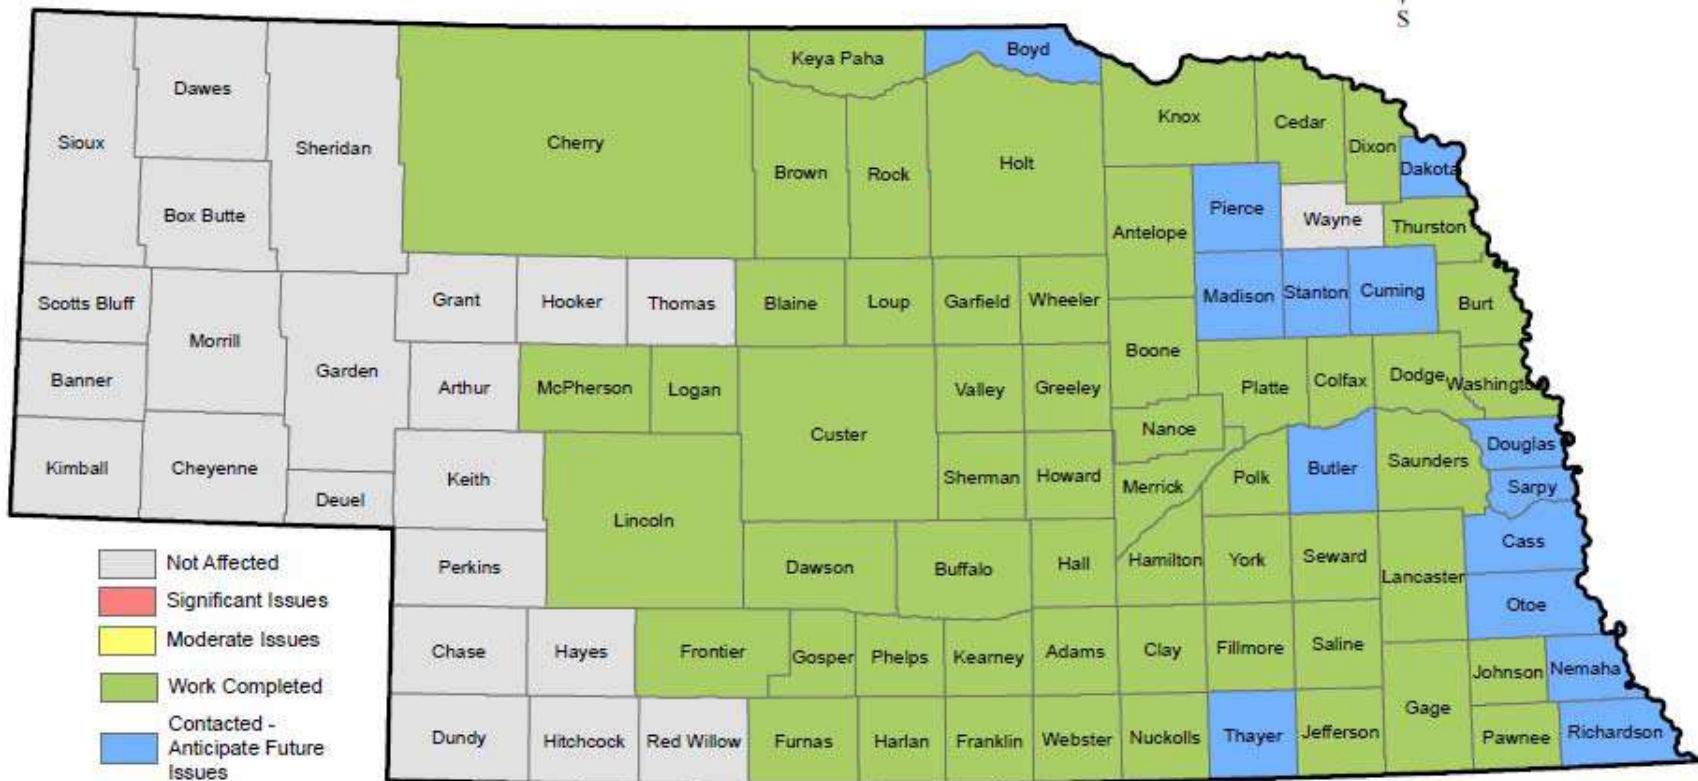 S
Boyd
Keya Paha
Dawes
Knox
Cedar
Sioux
Sheridan
Cherry
Dixon
Holt
Brown
Rock
Dakota
Box Butte
Pierce
Wayne
Thurston
Antelope
Scotts Bluff
Grant
Hooker
Thomas
Blaine
Loup
Garfield
Wheeler
Madison
Stanton
Cuming
Burt
Morrill
Boone
Banner
Garden
Arthur
McPherson
Logan
Valley
Greeley
Platte
Colfax
Dodge
Washington
Custer
Nance
Douglas
Kimball
Cheyenne
Keith
Sherman
Howard
Merrick
Polk
Butler
Saunders
Sarpy
Deuel
Lincoln
Cass
Perkins
Dawson
Buffalo
Hall
Hamilton
York
Seward
Lancaster
Otoe
Chase
Hayes
Frontier
Gosper
Phelps
Kearney
Adams
Clay
Fillmore
Saline
Johnson
Nemaha
Gage
Dundy
Hitchcock
Red Willow
Furnas
Harlan
Franklin
Webster
Nuckolls
Thayer
Jefferson
Pawnee
Richardson
Not Affected
Significant Issues
Moderate Issues
Work Completed
Contacted -
Anticipate Future
Issues